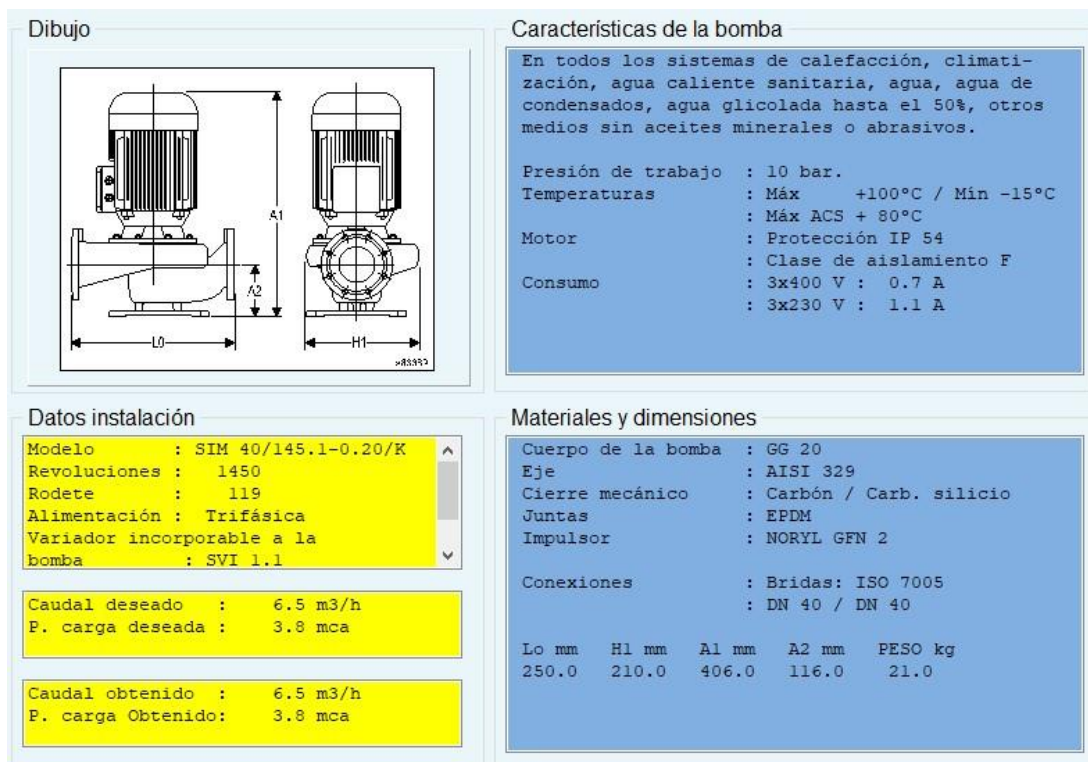 Dibujo
A1
A2
L0
H1
Características de la bomba
En todos los sistemas de calefacción, climati-
zación, agua caliente sanitaria, agua, agua de
condensados, agua glicolada hasta el 50%, otros
medios sin aceites minerales o abrasivos.
Presión de trabajo : 10 bar.
Temperaturas : Máx +100°C / Mín -15°C
: Máx ACS + 80°C
Motor : Protección IP 54
: Clase de aislamiento F
Consumo : 3x400 V : 0.7 A
: 3x230 V : 1.1 A
Datos instalación
Modelo : SIM 40/145.1-0.20/K
Revoluciones : 1450
Rodete : 119
Alimentación : Trifásica
Variador incorporable a la
bomba : SVI 1.1
Caudal deseado : 6.5 m3/h
P. carga deseada : 3.8 mca
Caudal obtenido : 6.5 m3/h
P. carga Obtenido: 3.8 mca
Materiales y dimensiones
Cuerpo de la bomba : GG 20
Eje : AISI 329
Cierre mecánico : Carbón / Carb. silicio
Juntas : EPDM
Impulsor : NORYL GFN 2
Conexiones : Bridas: ISO 7005
: DN 40 / DN 40
Lo mm H1 mm A1 mm A2 mm PESO kg
250.0 210.0 406.0 116.0 21.0